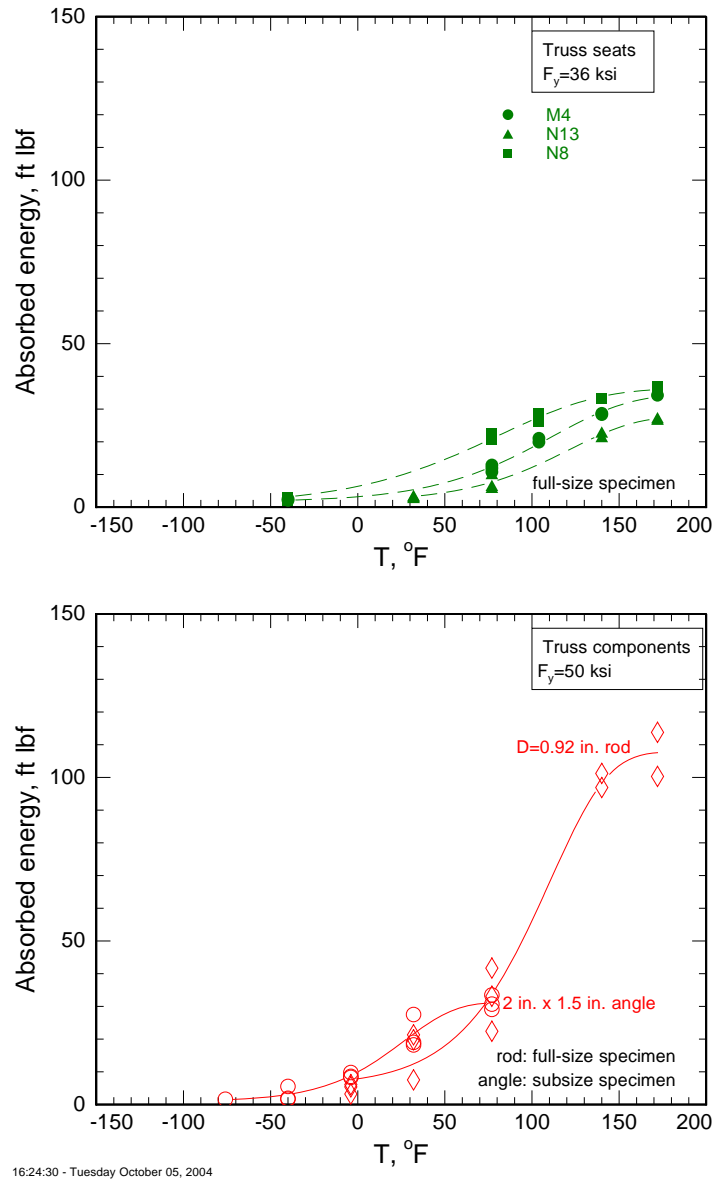 Truss seats
Fy=36 ksi
M4
N13
N8
full-size specimen
150
100
50
0
-150 -100 -50 0 50 100 150 200
T, °F
Absorbed energy, ft lbf
Truss components
Fy=50 ksi
D=0.92 in. rod
2 in. x 1.5 in. angle
rod: full-size specimen
angle: subsize specimen
150
100
50
0
-150 -100 -50 0 50 100 150 200
T, °F
Absorbed energy, ft lbf
16:24:30 - Tuesday October 05, 2004